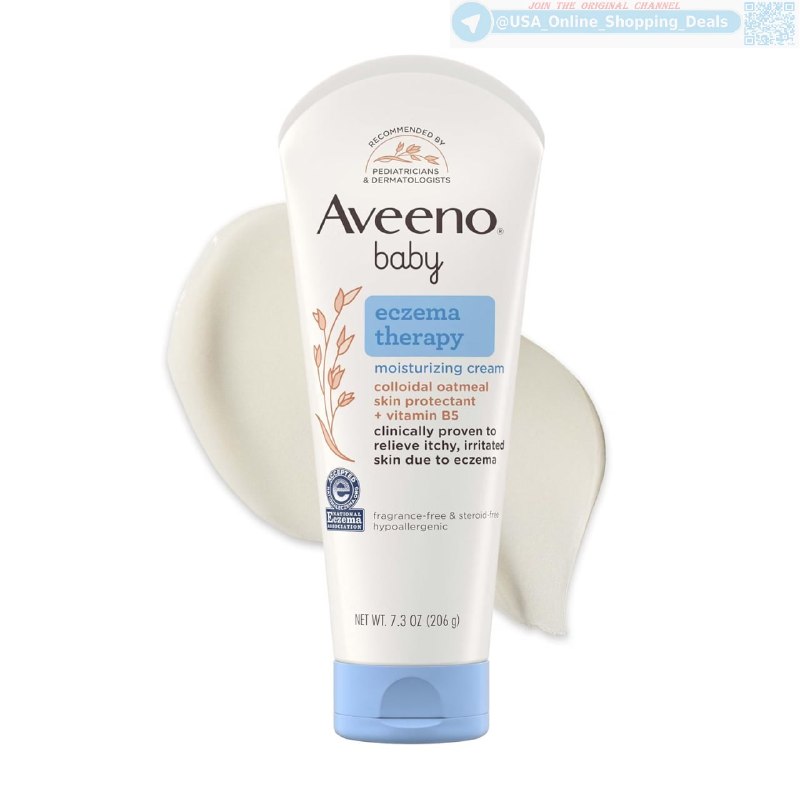 JOIN THE ORIGINAL CHANNEL
@USA_Online_Shopping_Deals
RECOMMENDED BY
PEDIATRICIANS
& DERMATOLOGISTS
Aveeno®
baby
eczema
therapy
moisturizing cream
colloidal oatmeal
skin protectant
+ vitamin B5
clinically proven to
relieve itchy, irritated
skin due to eczema
ACCEPTED
e
NATIONAL
Eczema
ASSOCIATION
fragrance-free & steroid-free
hypoallergenic
NET WT. 7.3 OZ (206 g)